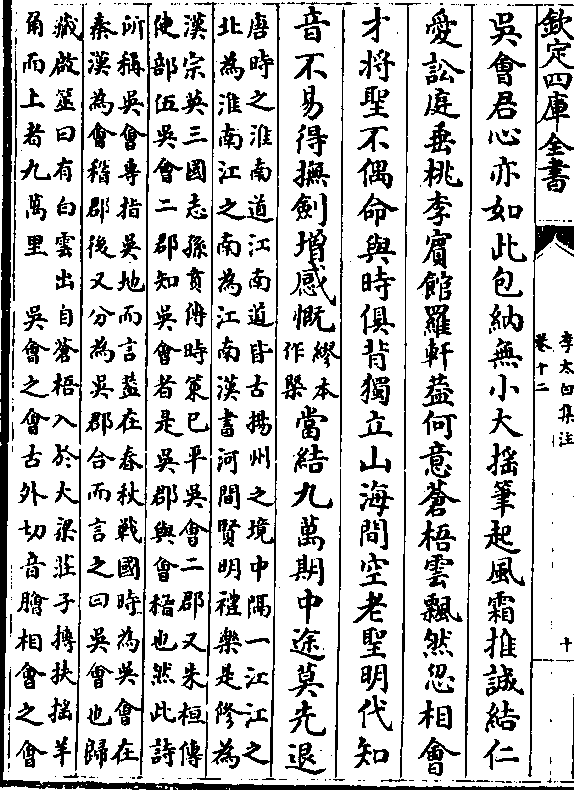 欽定四庫全書
李太白集注
卷十二
十
吳會君心亦如此包納無小大揺筆起風霜推誠結仁
愛訟庭垂桃李賓館羅軒葢何意蒼梧雲飄然忽相會
才將聖不偶命與時俱背獨立山海間空老聖明代知
音不易得撫劍増感慨繆本作槩當結九萬期中途莫先退
唐時之淮南道江南道皆古揚州之境中隔一江江之
北為淮南江之南為江南漢書河間賢明禮樂是修為
漢宗英三國志孫賁傳時策已平吳會二郡又朱桓傳
使部伍吳會二郡知吳會者是吳郡與會稽也然此詩
所稱吳會專指吳地而言葢在春秋戰國時為吳會在
秦漢為會稽郡後又分為吳郡合而言之曰吳會也歸
藏啟筮曰有白雲出自蒼梧入於大梁莊子摶扶揺羊
角而上者九萬里 吳會之會古外切音膾相會之會